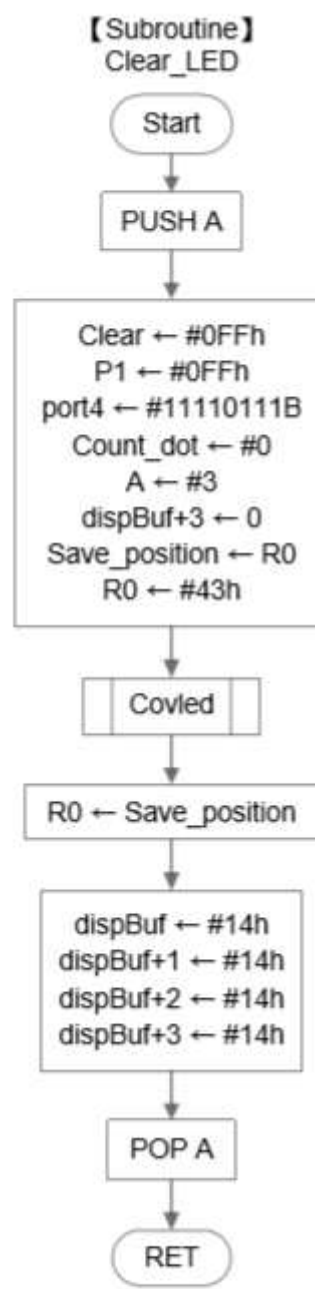 【Subroutine】
Clear_LED
Start
PUSH A
Clear ← #0FFh
P1 ← #0FFh
port4 ← #11110111B
Count_dot ← #0
A ← #3
dispBuf+3 ← 0
Save_position ← R0
R0 ← #43h
Covled
R0 ← Save_position
dispBuf ← #14h
dispBuf+1 ← #14h
dispBuf+2 ← #14h
dispBuf+3 ← #14h
POP A
RET